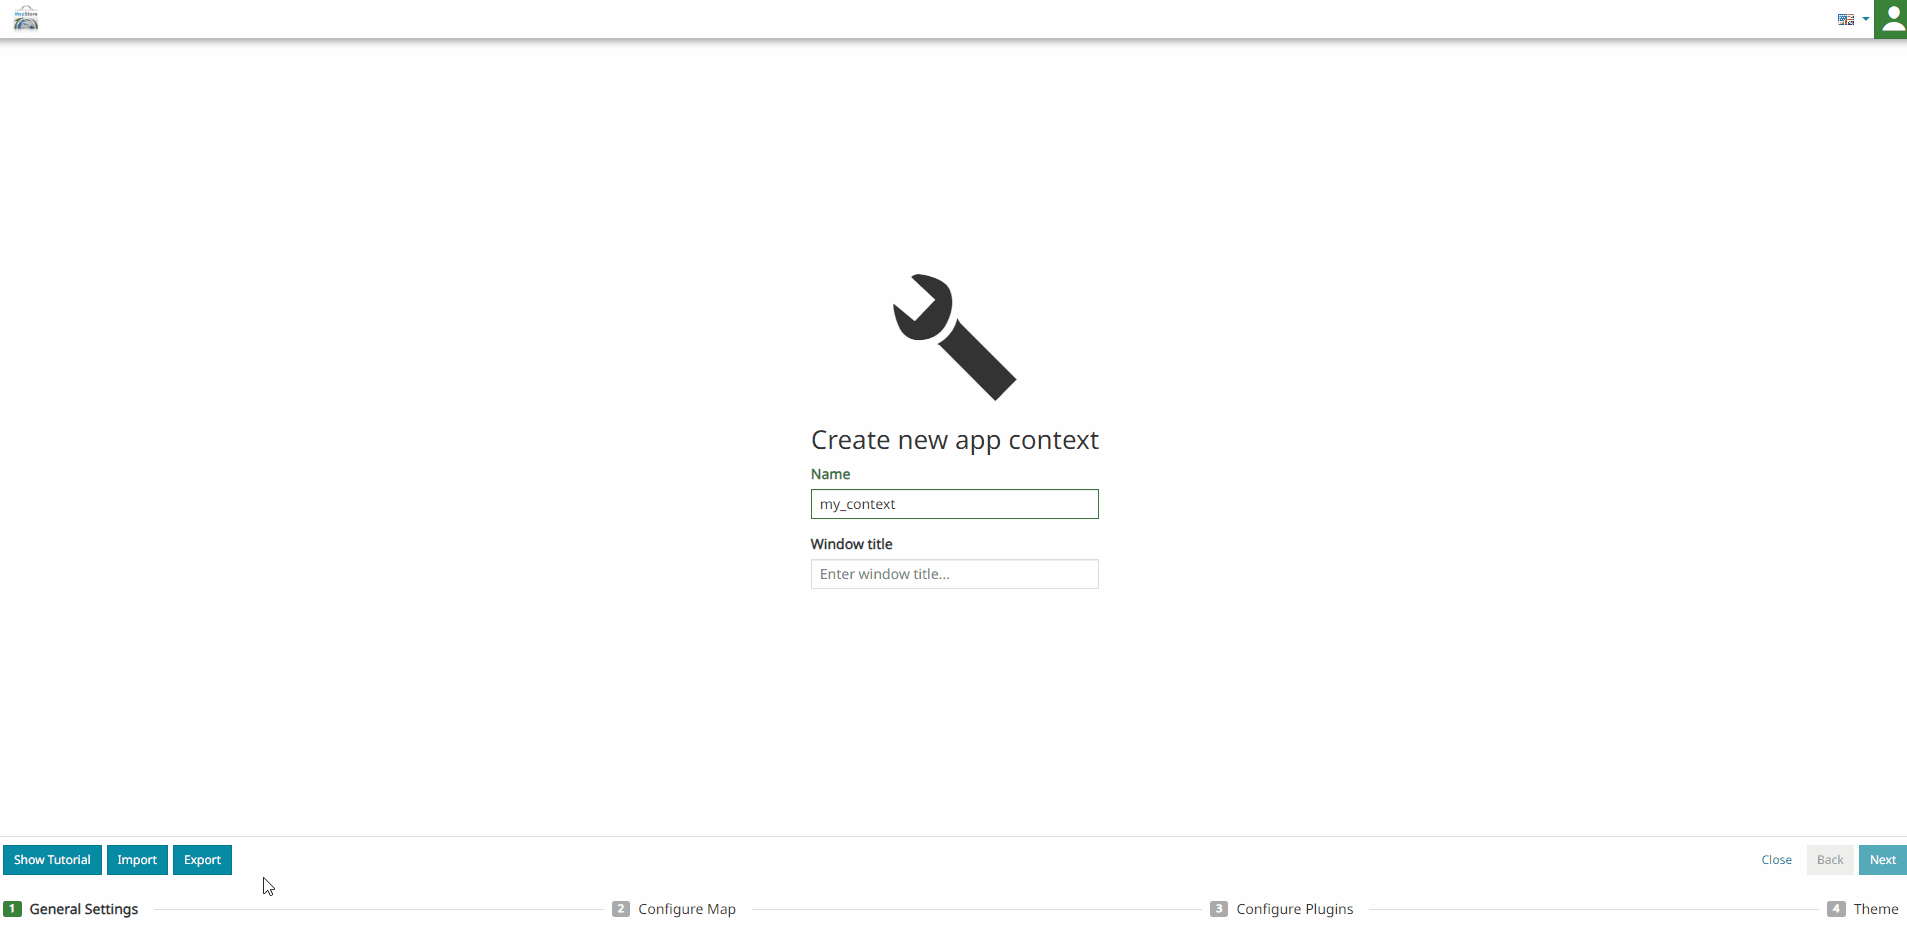 MapStore
Create new app context
Name
my_context
Window title
Enter window title...
Show Tutorial Import Export Close Back Next
1 General Settings 2 Configure Map 3 Configure Plugins 4 Theme